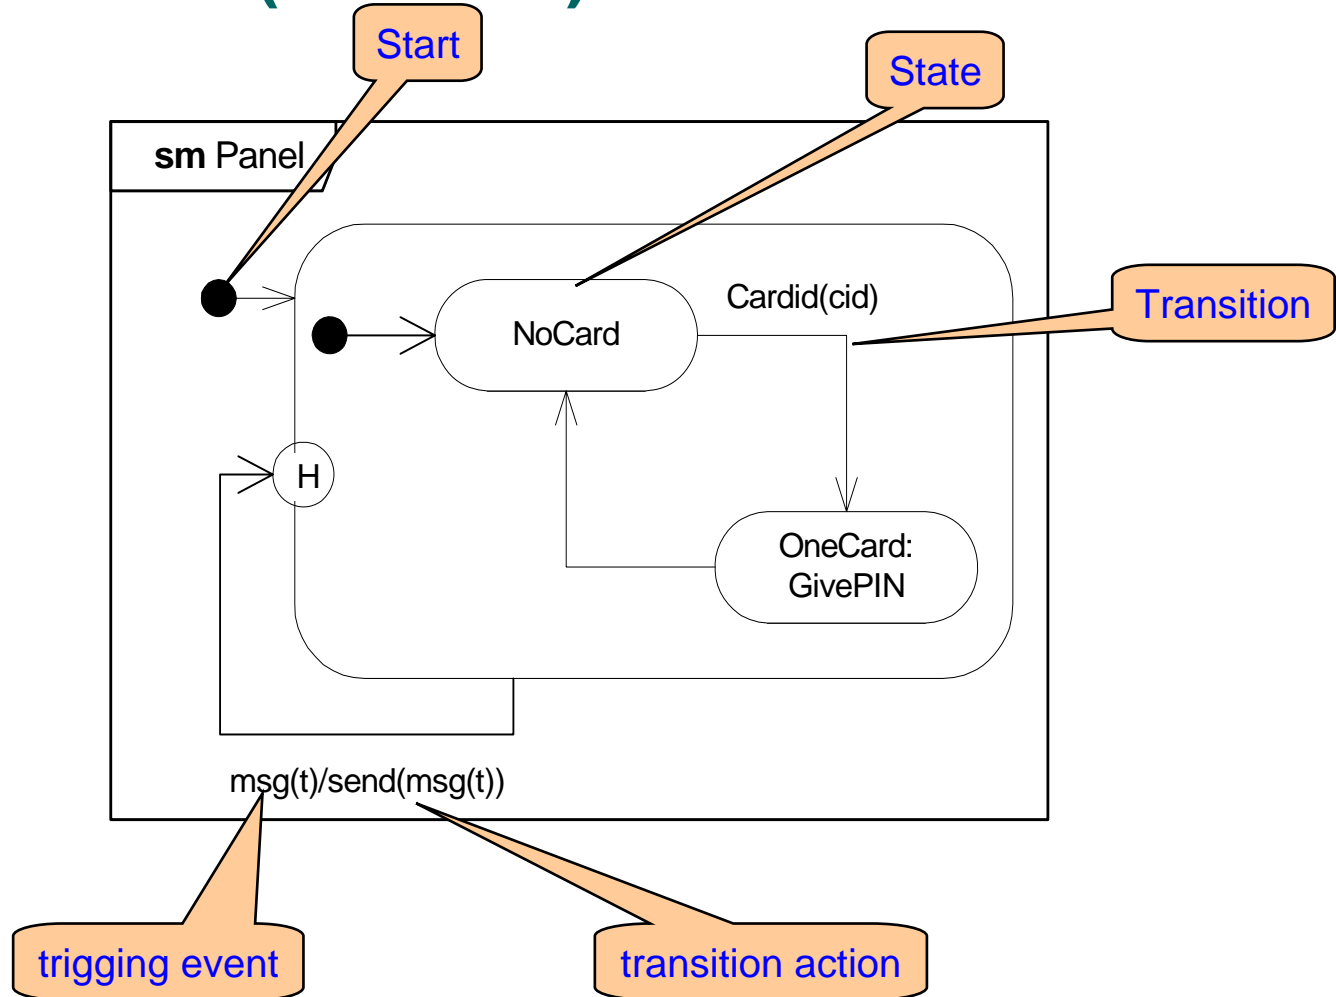 Start
State
sm Panel
Cardid(cid)
Transition
NoCard
H
OneCard:
GivePIN
msg(t)/send(msg(t))
trigging event
transition action